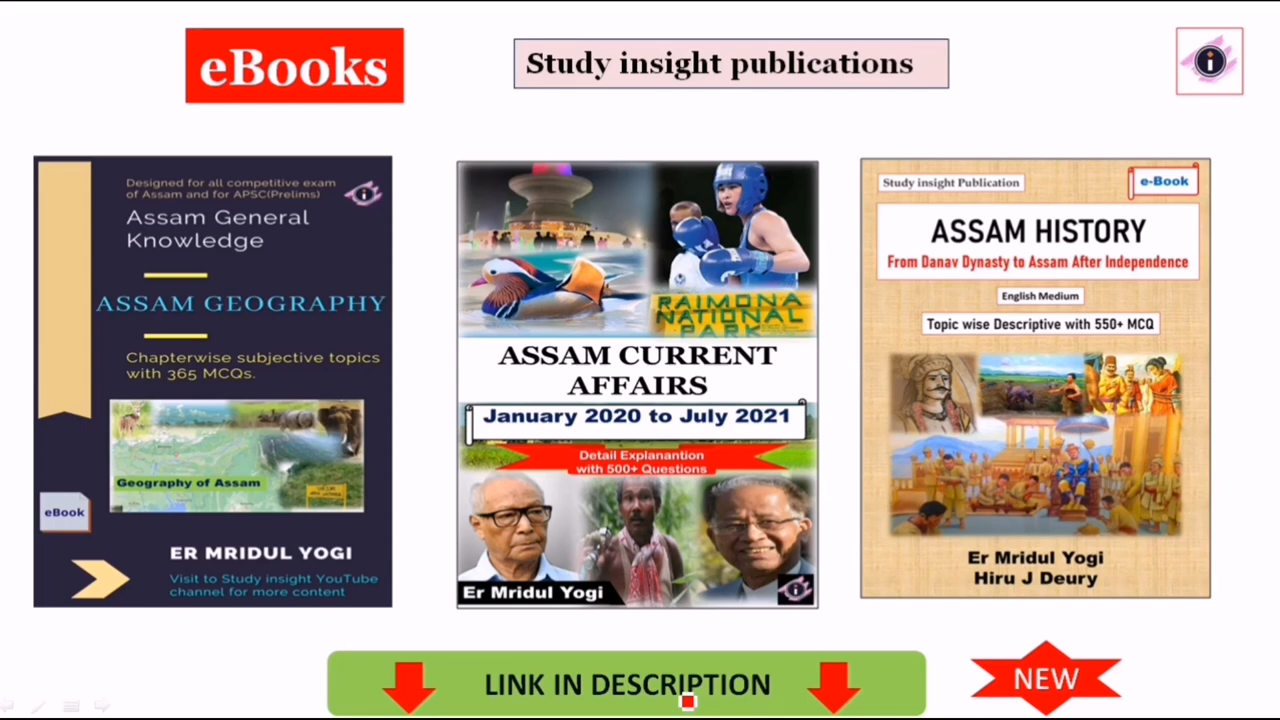 eBooks
Study insight publications
Designed for all competitive exam
of Assam and for APSC(Prelims)
Assam General
Knowledge
ASSAM GEOGRAPHY
Chapterwise subjective topics
with 365 MCQs.
Geography of Assam
eBook
ER MRIDUL YOGI
Visit to Study insight YouTube
channel for more content
RAIMONA
NATIONAL
PARK
ASSAM CURRENT
AFFAIRS
January 2020 to July 2021
Detail Explanantion
with 500+ Questions
Er Mridul Yogi
Study insight Publication
e-Book
ASSAM HISTORY
From Danav Dynasty to Assam After Independence
English Medium
Topic wise Descriptive with 550+ MCQ
Er Mridul Yogi
Hiru J Deury
LINK IN DESCRIPTION
NEW